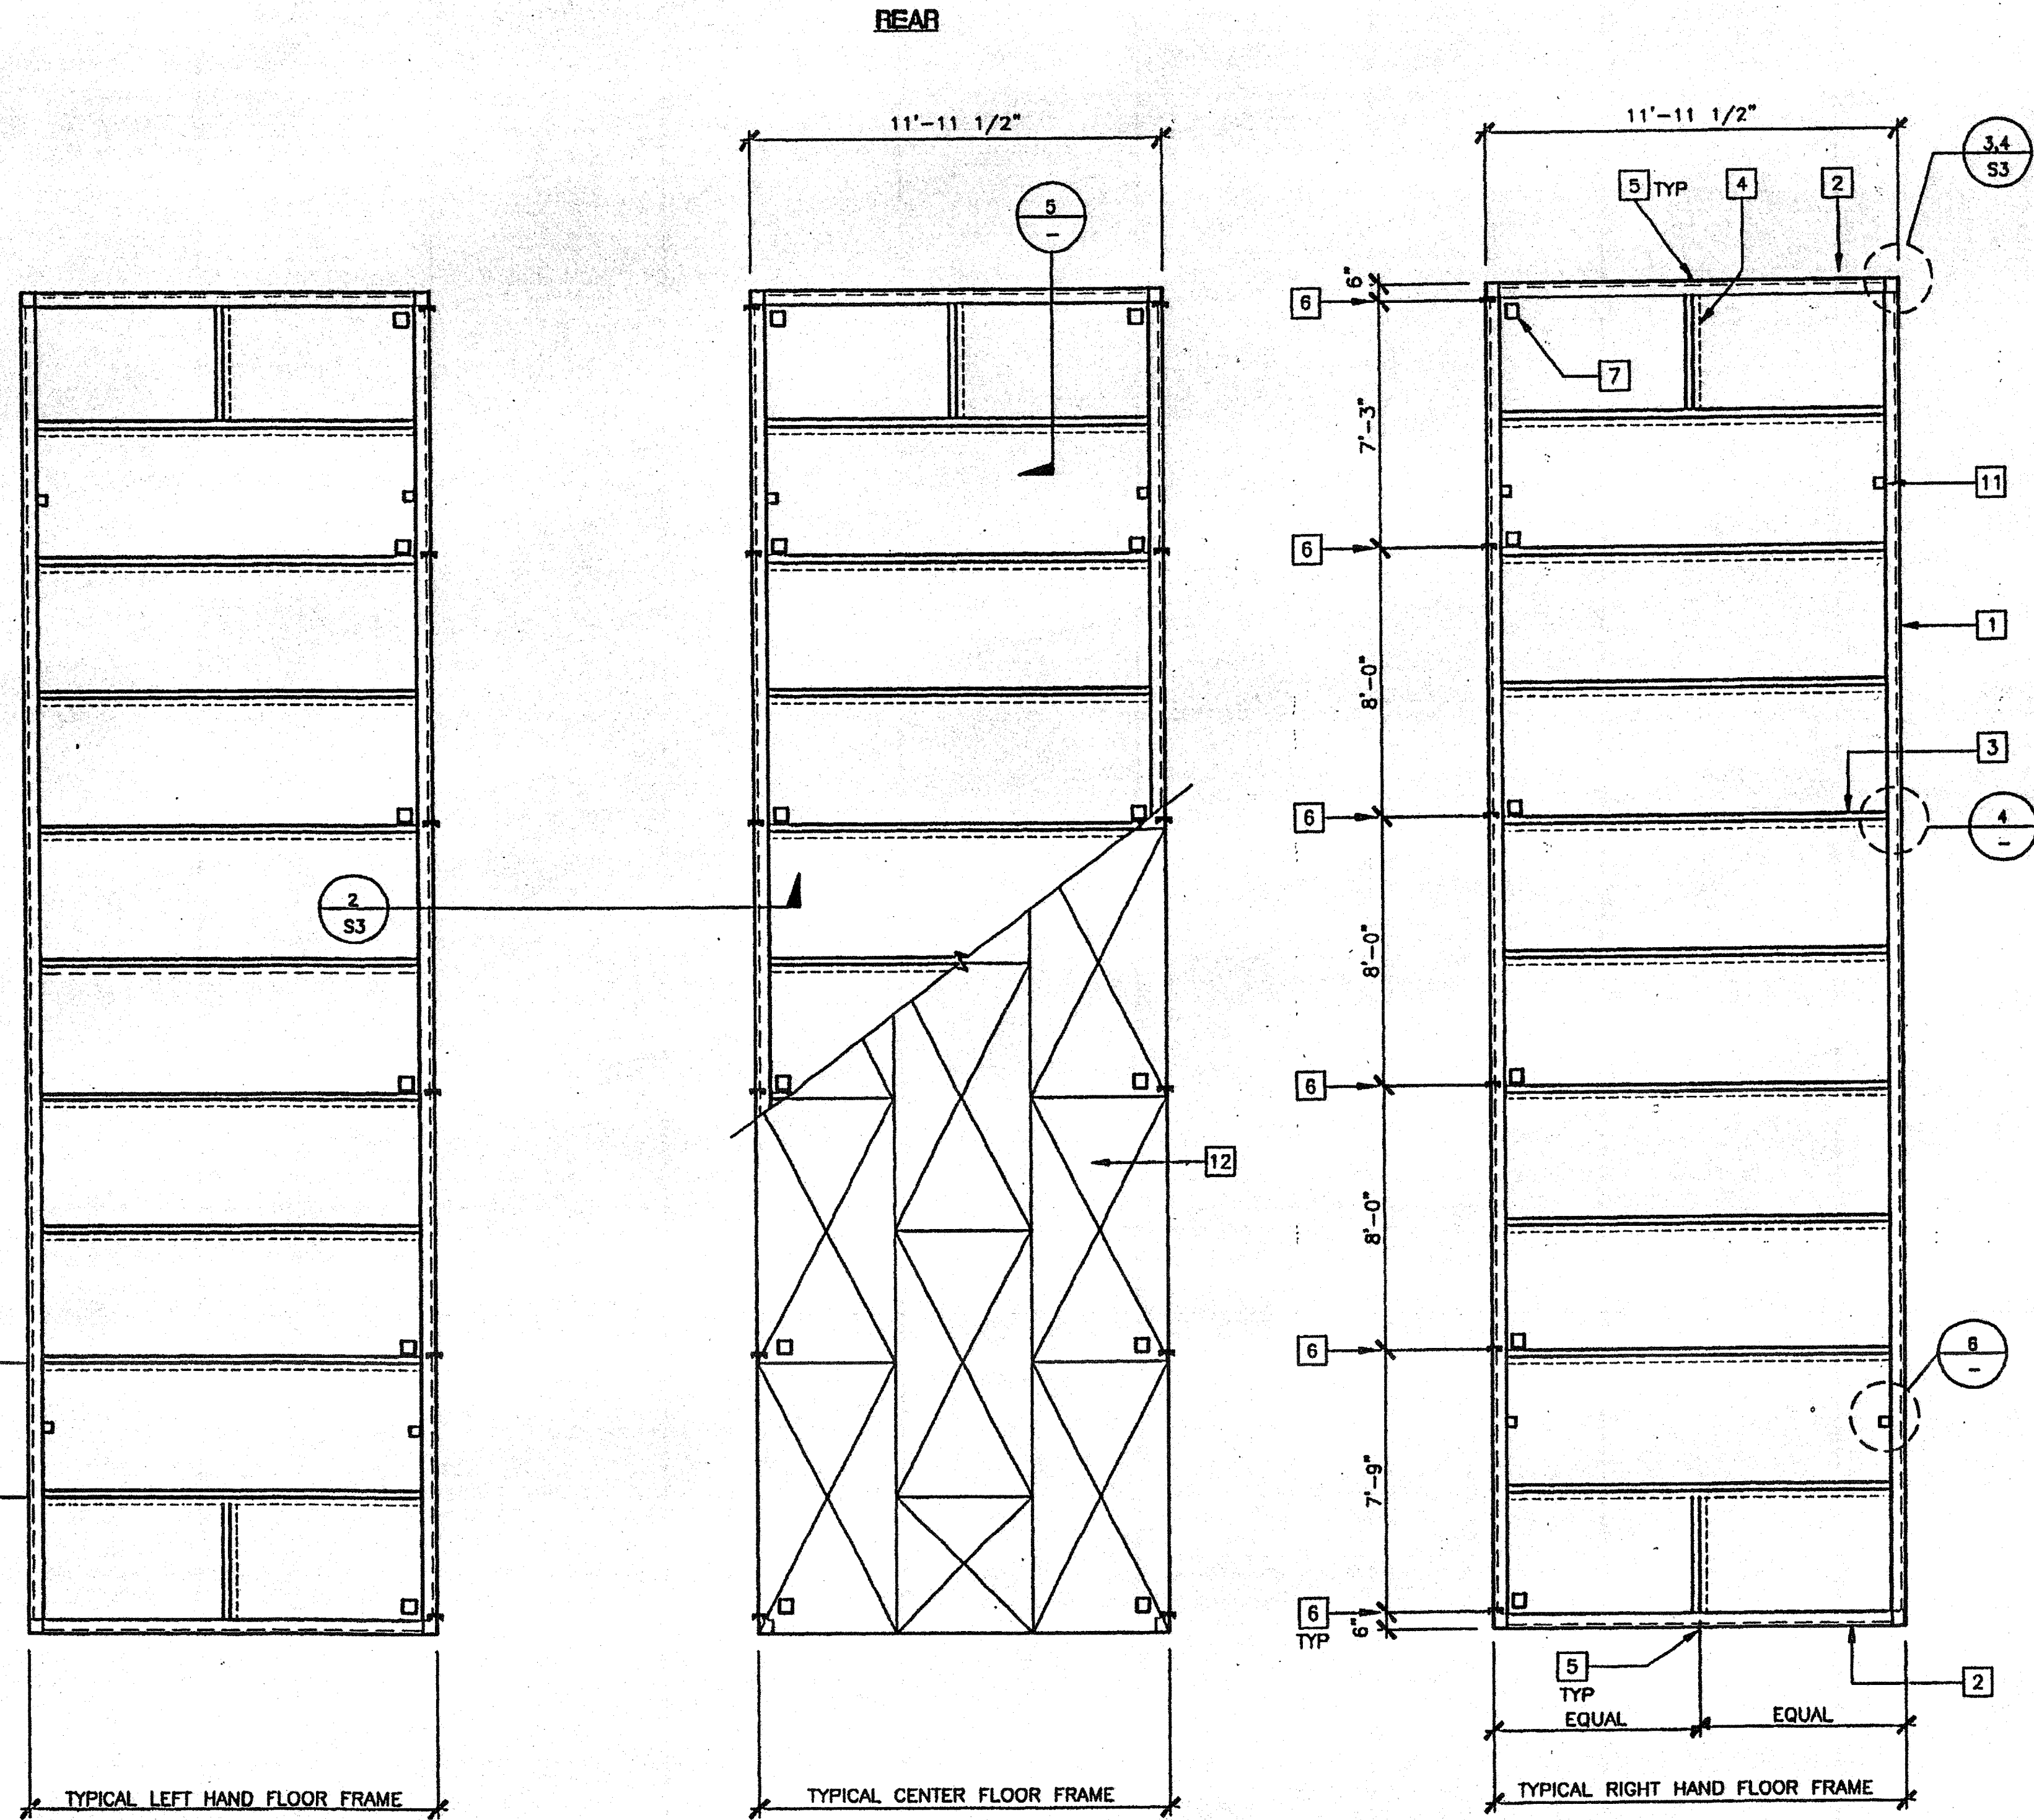 REAR
11'-11 1/2"
11'-11 1/2"
3,4
S3
5 TYP
4
2
5
–
6"
6
7
7'-3"
11
6
1
8'-0"
3
6
4
–
2
S3
8'-0"
6
12
8'-0"
6
6
–
7'-9"
6
TYP
6"
5
TYP
2
EQUAL
EQUAL
TYPICAL LEFT HAND FLOOR FRAME
TYPICAL CENTER FLOOR FRAME
TYPICAL RIGHT HAND FLOOR FRAME